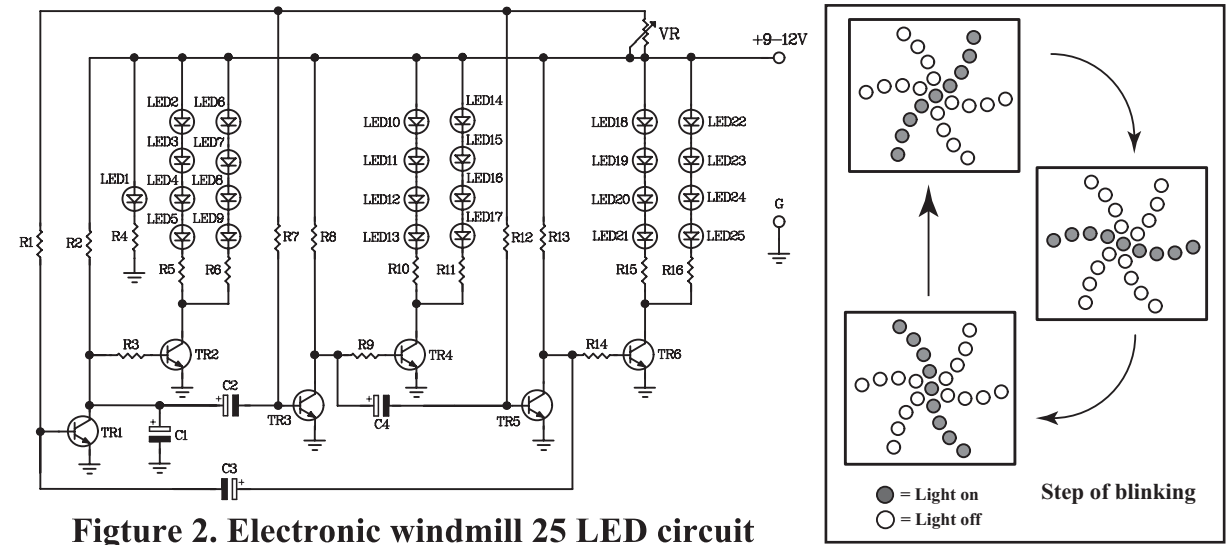 VR
+9-12V
LED2 LED6
LED14
LED10
LED18
LED22
LED3 LED7
LED15
LED11
LED19
LED23
LED1
LED4 LED8
LED16
LED12
LED20
LED24
G
LED5 LED9
LED17
LED13
LED21
LED25
R1
R2
R4
R7
R8
R12
R13
R5
R6
R10
R11
R15
R16
R3
TR2
R9
TR4
R14
TR6
C2
+
TR3
+
C4
TR5
TR1
+
C1
C3
+
Figture 2. Electronic windmill 25 LED circuit
= Light on
= Light off
Step of blinking